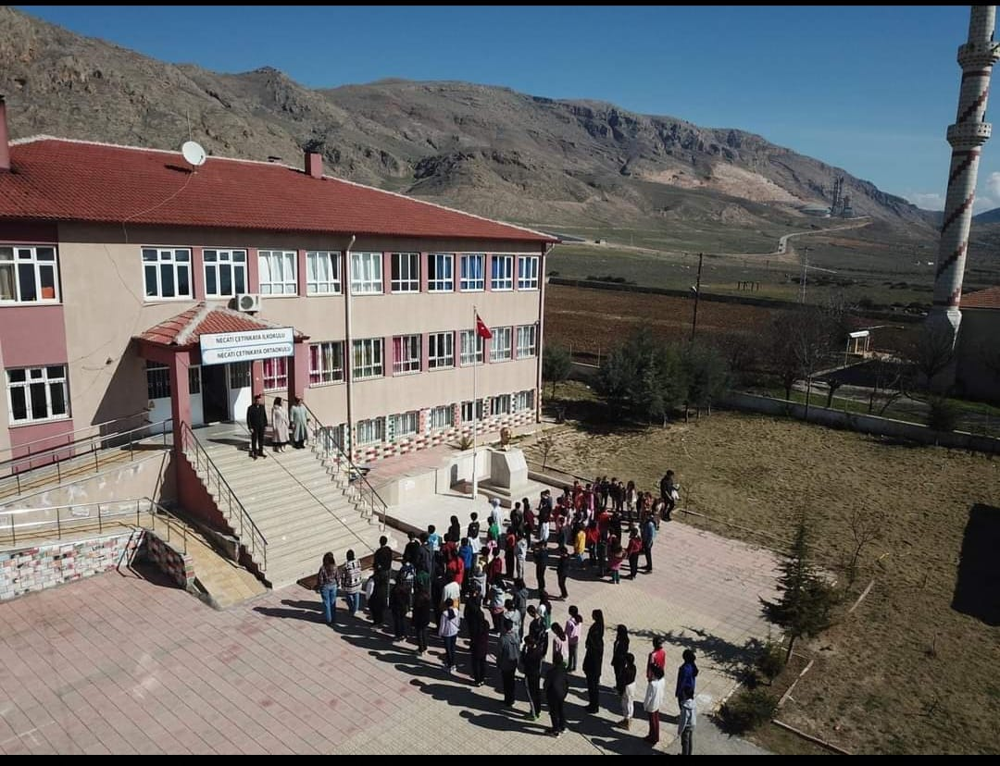 NECATİ ÇETİNKAYA İLKOKULU
NECATİ ÇETİNKAYA ORTAOKULU